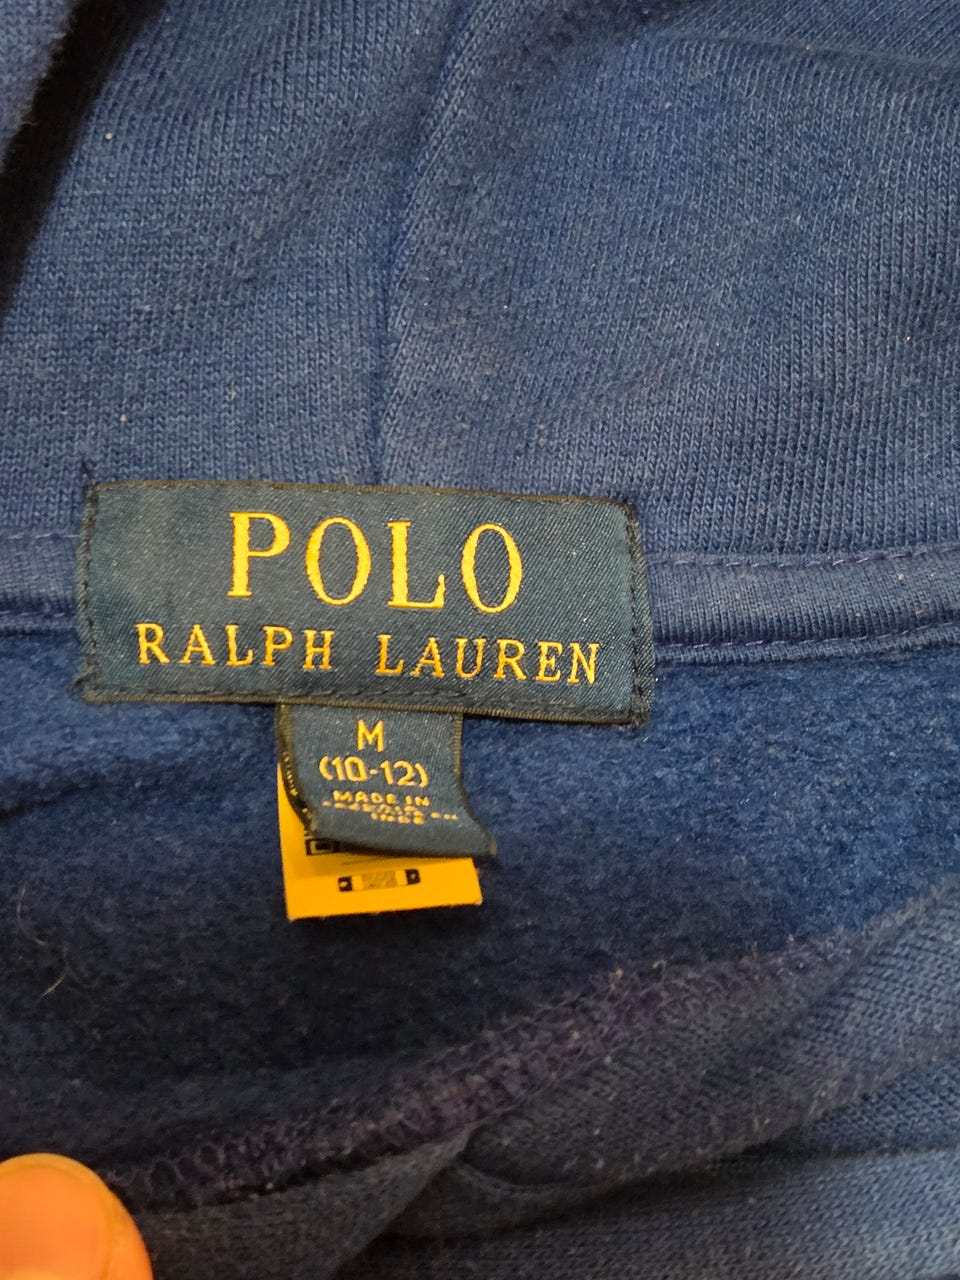 POLO
RALPH LAUREN
M
(10-12)
MADE IN